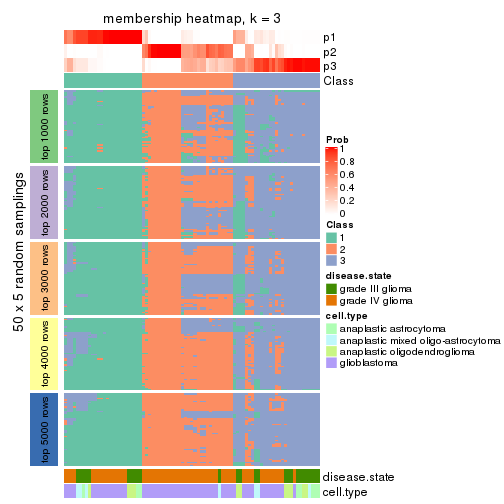 membership heatmap, k = 3
p1
p2
p3
Class
50 x 5 random samplings
top 1000 rows
top 2000 rows
top 3000 rows
top 4000 rows
top 5000 rows
Prob
1
0.8
0.6
0.4
0.2
0
Class
1
2
3
disease.state
grade III glioma
grade IV glioma
cell.type
anaplastic astrocytoma
anaplastic mixed oligo-astrocytoma
anaplastic oligodendroglioma
glioblastoma
disease.state
cell.type